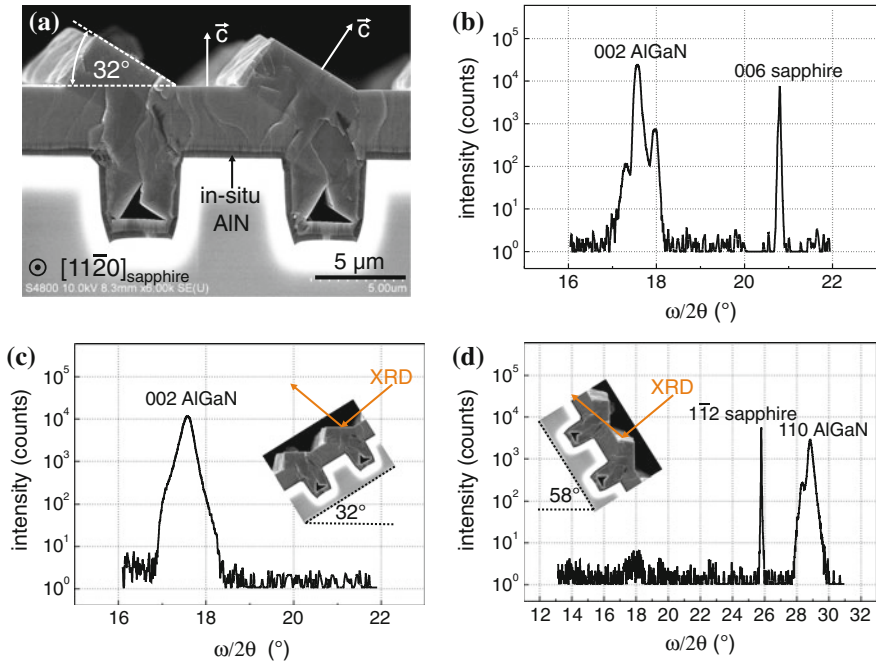 (a)
c
c
32°
in-situ
AlN
[112̄0]sapphire
5 µm
S4800 10.0kV 8.3mm x6.00k SE(U)
5.00um
(b)
intensity (counts)
10⁵
10⁴
10³
10²
10¹
10⁰
002 AlGaN
006 sapphire
16 18 20 22
ω/2θ (°)
(c)
intensity (counts)
10⁵
10⁴
10³
10²
10¹
10⁰
002 AlGaN
XRD
32°
16 18 20 22
ω/2θ (°)
(d)
intensity (counts)
10⁵
10⁴
10³
10²
10¹
10⁰
XRD
11̄2 sapphire
110 AlGaN
58°
12 14 16 18 20 22 24 26 28 30 32
ω/2θ (°)